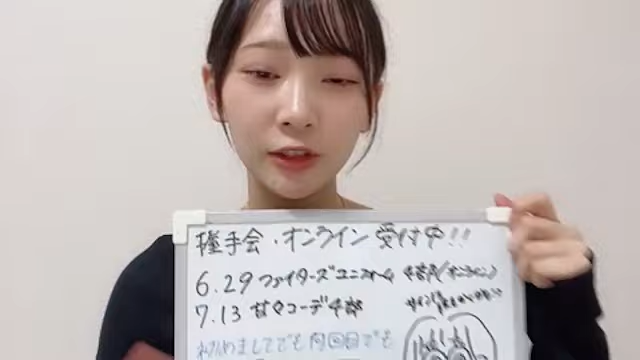 握手会・オンライン受付中!!
6.29 ファイターズユニフォーム 4部(オンライン)
7.13 甘々コーデ 4部
はじめましてでも何回目でも